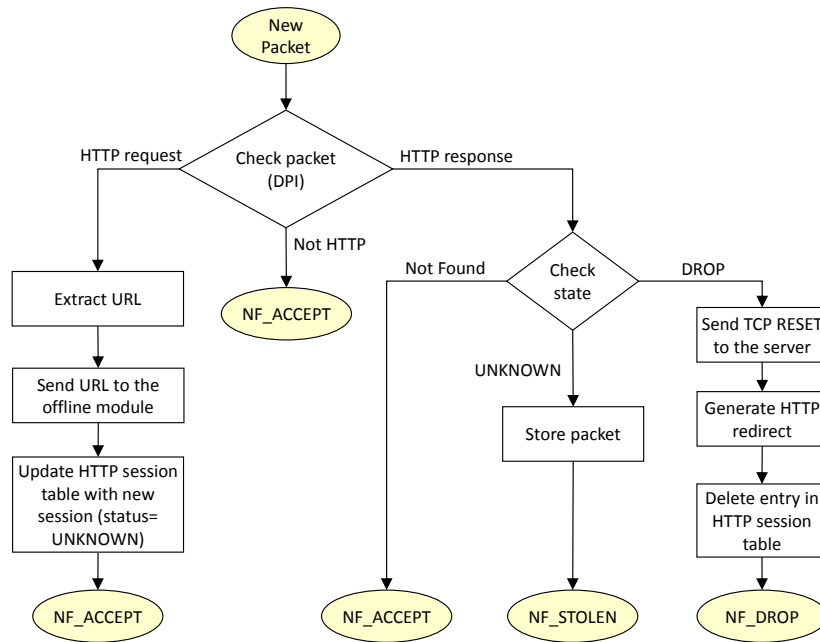 New
Packet
HTTP request
Check packet
(DPI)
HTTP response
Not HTTP
Not Found
Check
state
DROP
Extract URL
NF_ACCEPT
Send TCP RESET
to the server
UNKNOWN
Send URL to the
offline module
Store packet
Generate HTTP
redirect
Update HTTP session
table with new
session (status=
UNKNOWN)
Delete entry in
HTTP session
table
NF_ACCEPT
NF_ACCEPT
NF_STOLEN
NF_DROP